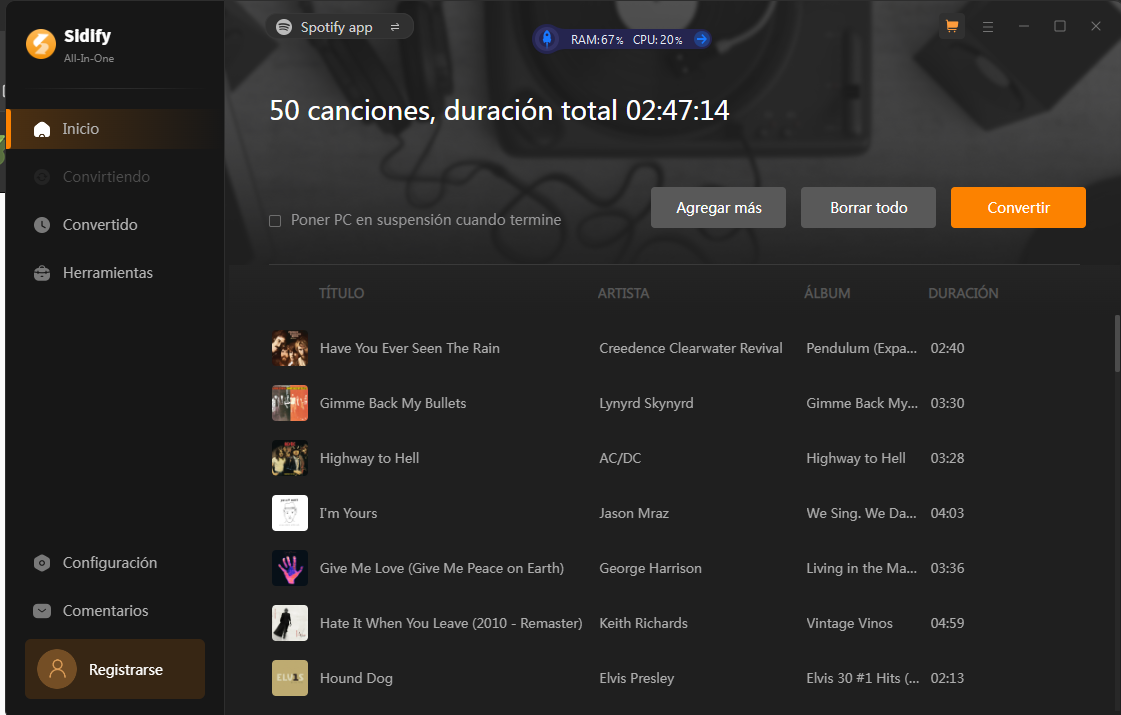 Sidify
All-In-One
Spotify app
RAM:67% CPU:20%
50 canciones, duración total 02:47:14
Inicio
Convirtiendo
Convertido
Herramientas
Poner PC en suspensión cuando termine
Agregar más
Borrar todo
Convertir
TÍTULO ARTISTA ÁLBUM DURACIÓN
Have You Ever Seen The Rain Creedence Clearwater Revival Pendulum (Expa... 02:40
Gimme Back My Bullets Lynyrd Skynyrd Gimme Back My... 03:30
Highway to Hell AC/DC Highway to Hell 03:28
I'm Yours Jason Mraz We Sing. We Da... 04:03
Give Me Love (Give Me Peace on Earth) George Harrison Living in the Ma... 03:36
Hate It When You Leave (2010 - Remaster) Keith Richards Vintage Vinos 04:59
Hound Dog Elvis Presley Elvis 30 #1 Hits (... 02:13
ELV1S
Configuración
Comentarios
Registrarse